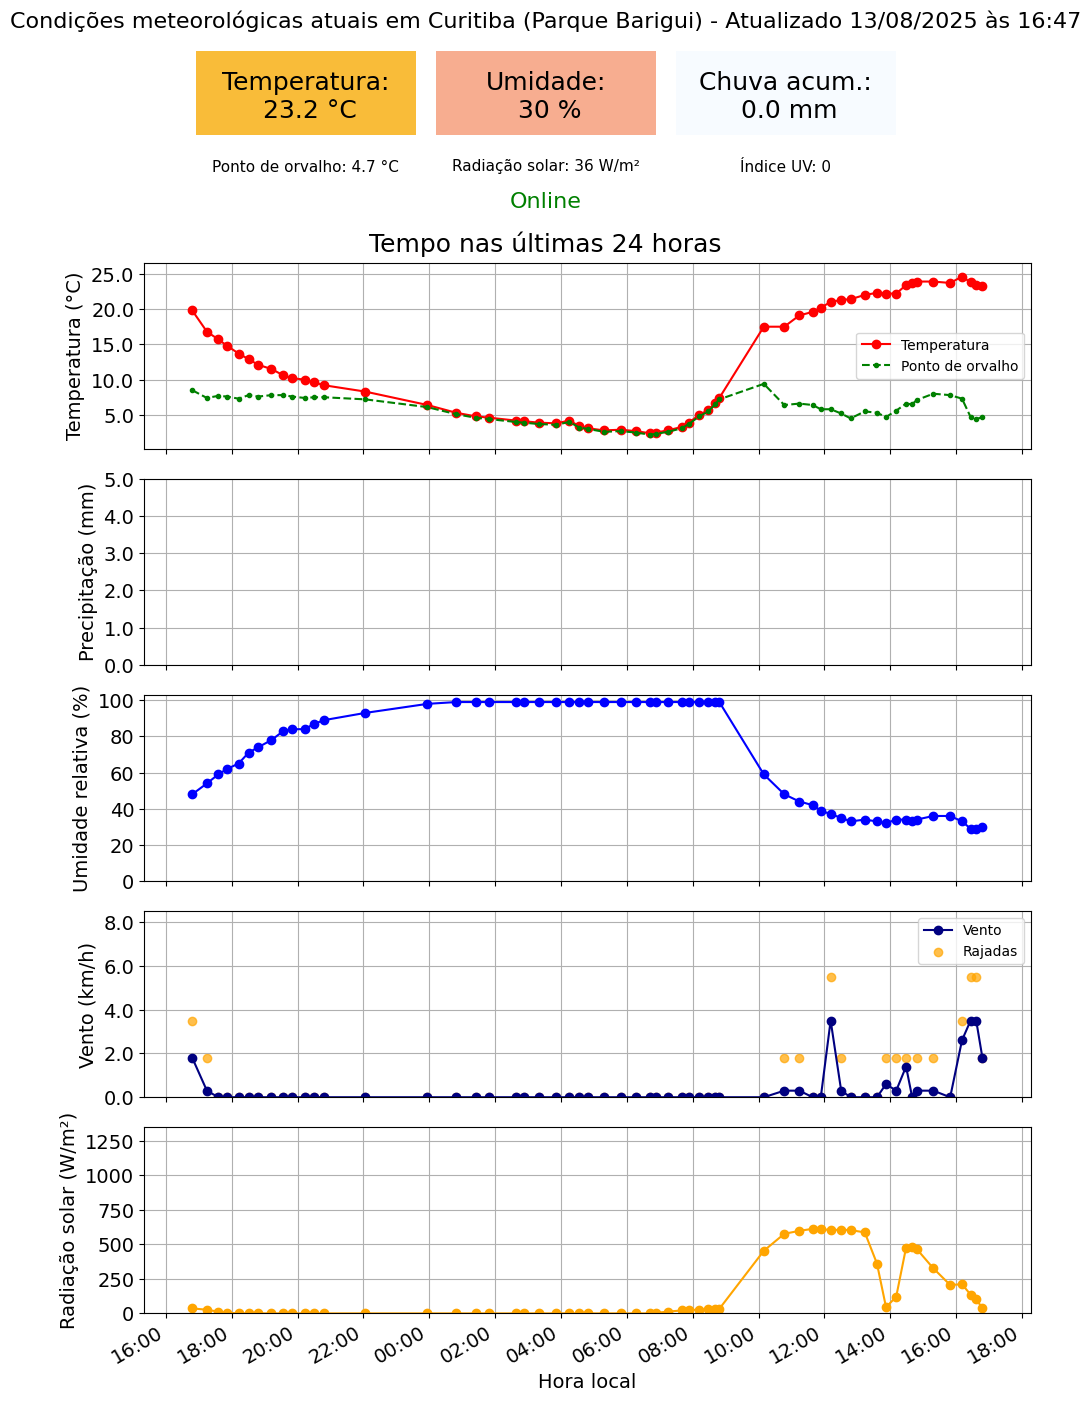 Condições meteorológicas atuais em Curitiba (Parque Barigui) - Atualizado 13/08/2025 às 16:47
Temperatura:
23.2 °C
Umidade:
30 %
Chuva acum.:
0.0 mm
Ponto de orvalho: 4.7 °C
Radiação solar: 36 W/m²
Índice UV: 0
Online
Tempo nas últimas 24 horas
Temperatura (°C)
25.0
20.0
15.0
10.0
5.0
Temperatura
Ponto de orvalho
Precipitação (mm)
5.0
4.0
3.0
2.0
1.0
0.0
Umidade relativa (%)
100
80
60
40
20
0
Vento (km/h)
8.0
6.0
4.0
2.0
0.0
Vento
Rajadas
Radiação solar (W/m²)
1250
1000
750
500
250
0
16:00
18:00
20:00
22:00
00:00
02:00
04:00
06:00
08:00
10:00
12:00
14:00
16:00
18:00
Hora local